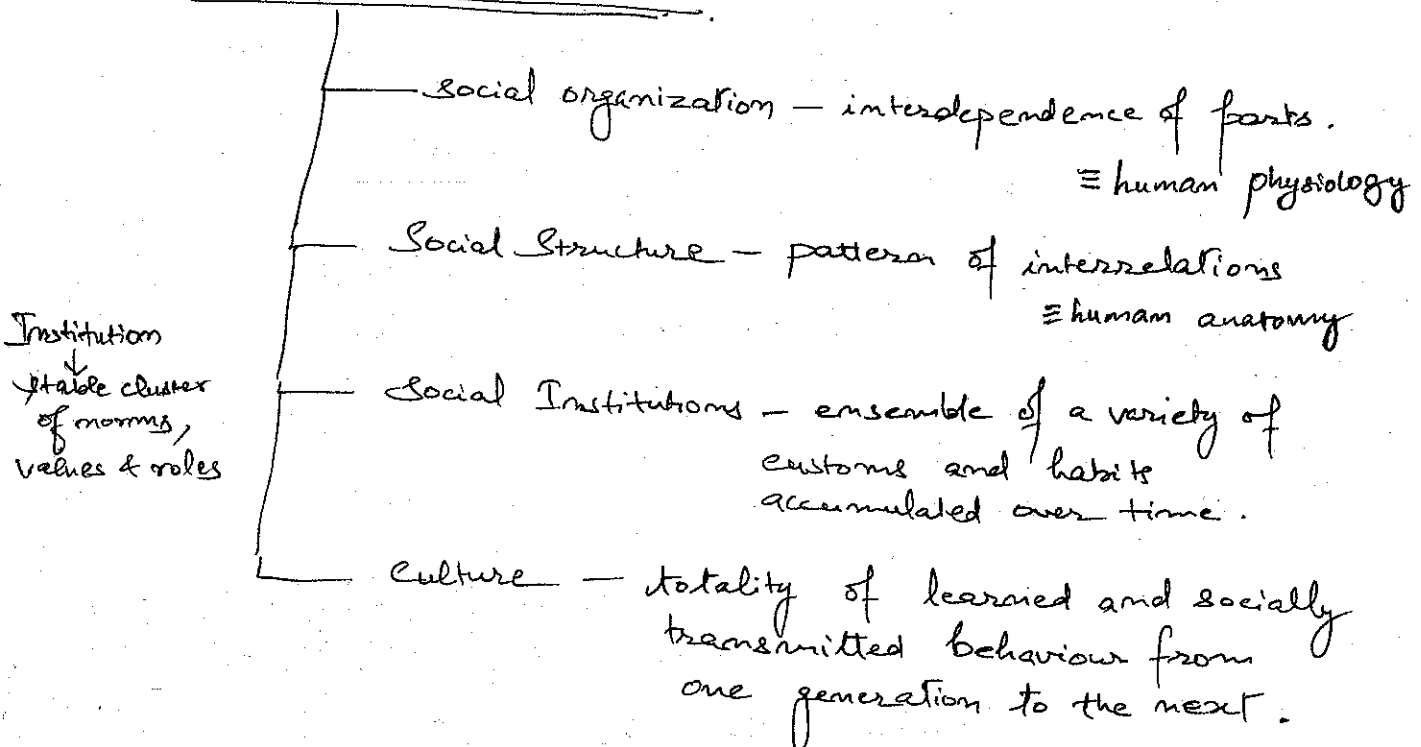 Social organization — interdependence of parts.
≡ human physiology
Social Structure — pattern of interrelations
≡ human anatomy
Institution
↓
stable cluster
of norms,
values & roles
Social Institutions — ensemble of a variety of
customs and habits
accumulated over time.
Culture — totality of learned and socially
transmitted behaviour from
one generation to the next.